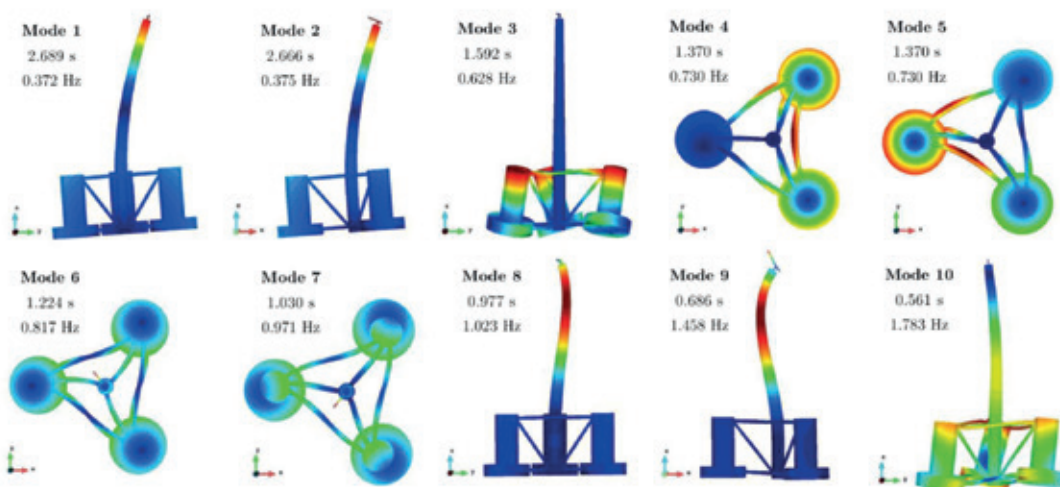 Mode 1
2.689 s
0.372 Hz
Mode 2
2.666 s
0.375 Hz
Mode 3
1.592 s
0.628 Hz
Mode 4
1.370 s
0.730 Hz
Mode 5
1.370 s
0.730 Hz
Mode 6
1.224 s
0.817 Hz
Mode 7
1.030 s
0.971 Hz
Mode 8
0.977 s
1.023 Hz
Mode 9
0.686 s
1.458 Hz
Mode 10
0.561 s
1.783 Hz